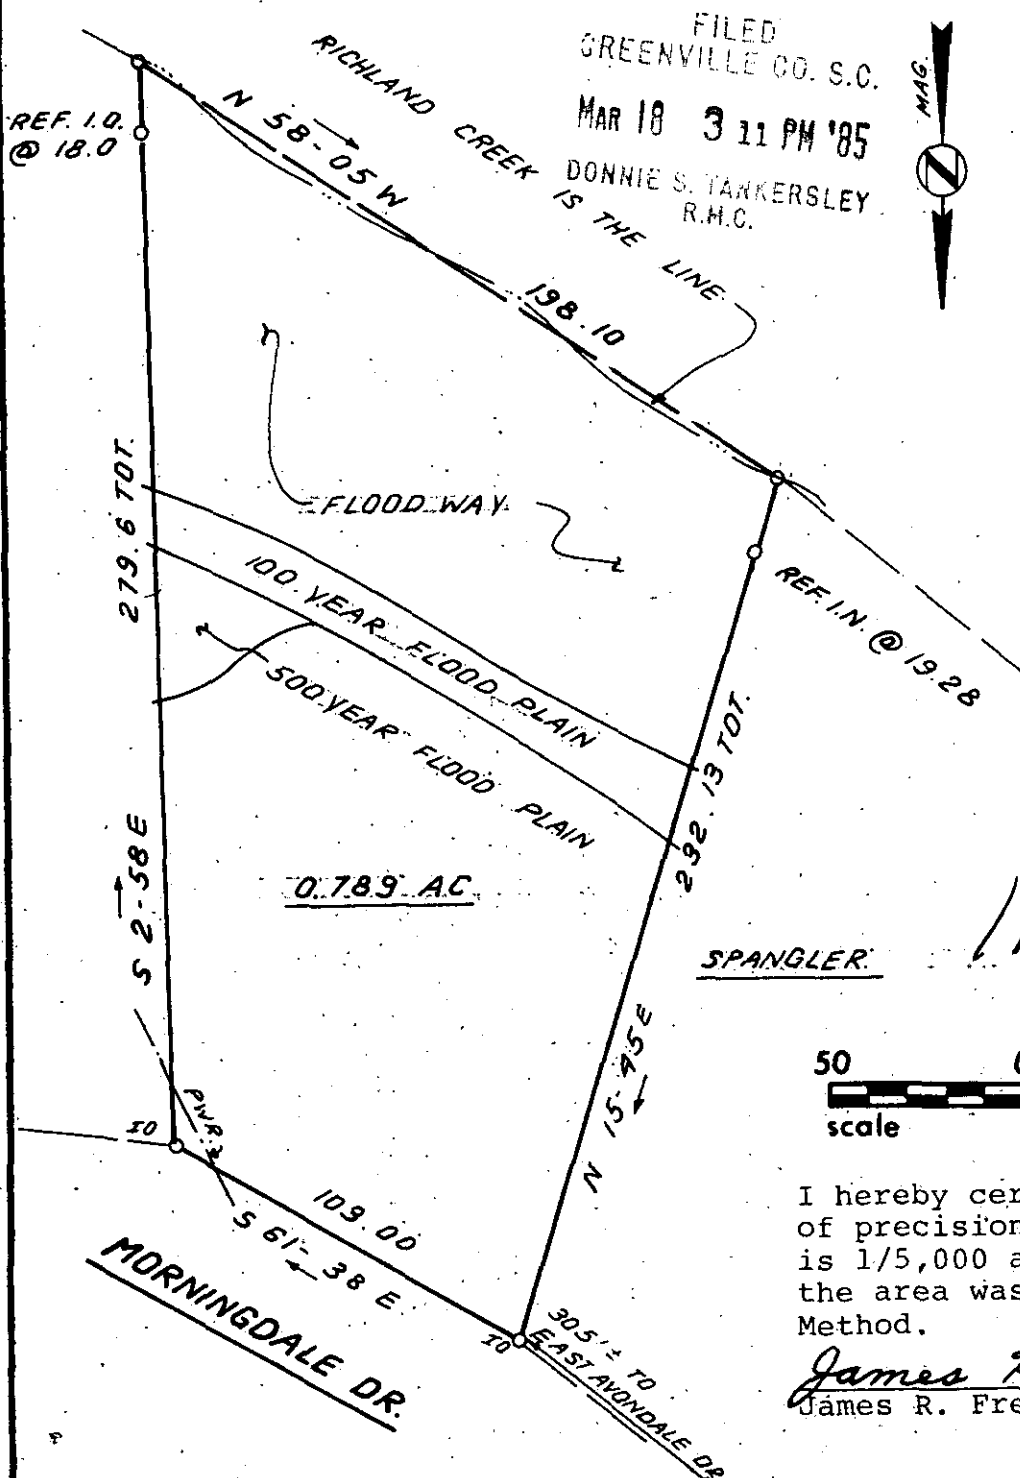 FILED
GREENVILLE CO. S.C.
MAR 18 3 11 PM '85
DONNIE S. TANKERSLEY
R.M.C.
MAG.
N
RICHLAND CREEK IS THE LINE
REF. I.O.
@ 18.0
N 58-05 W
198.10
FLOOD WAY
279.6 TOT.
100 YEAR FLOOD PLAIN
REF. I.N. @ 19.28
500 YEAR FLOOD PLAIN
232.13 TOT.
S 2-58 E
0.789 AC
SPANGLER
N 15-45 E
50
scale
PWR.
IO
109.00
S 61-38 E
MORNINGDALE DR.
IO
305'± TO
EAST AVONDALE DR
I hereby cer
of precision
is 1/5,000 a
the area was
Method.
James R
James R. Fre